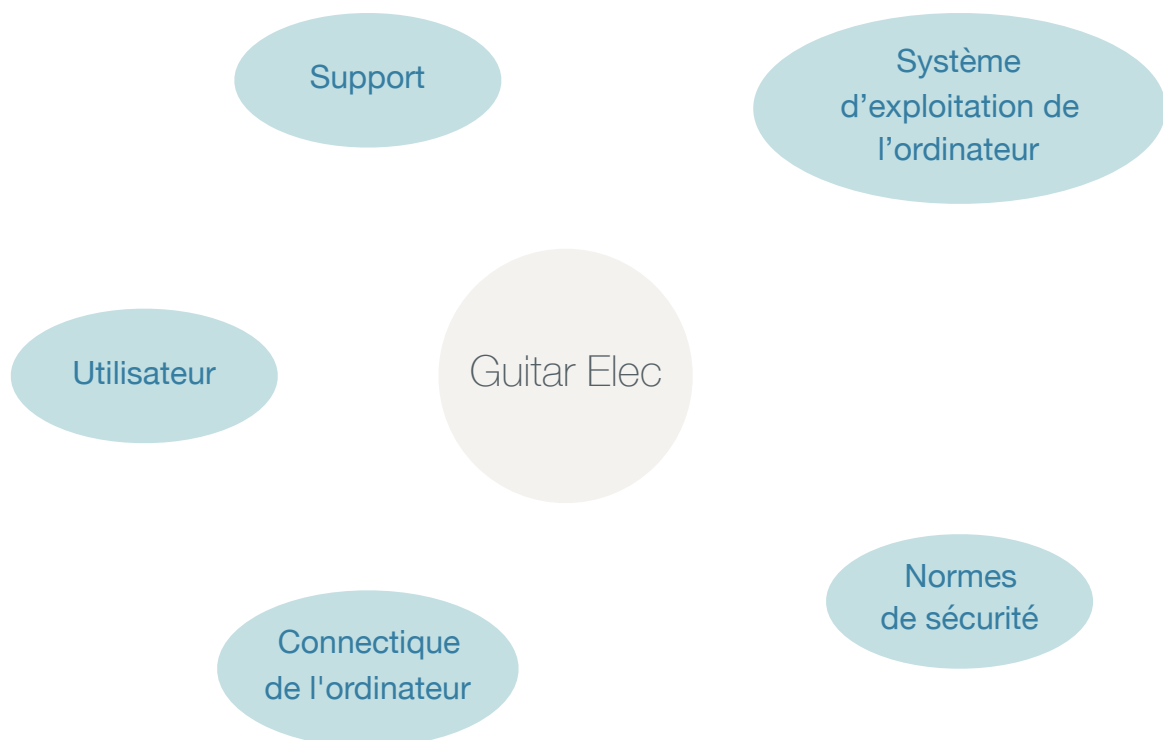 Support
Système
d’exploitation de
l’ordinateur
Utilisateur
Guitar Elec
Normes
de sécurité
Connectique
de l'ordinateur